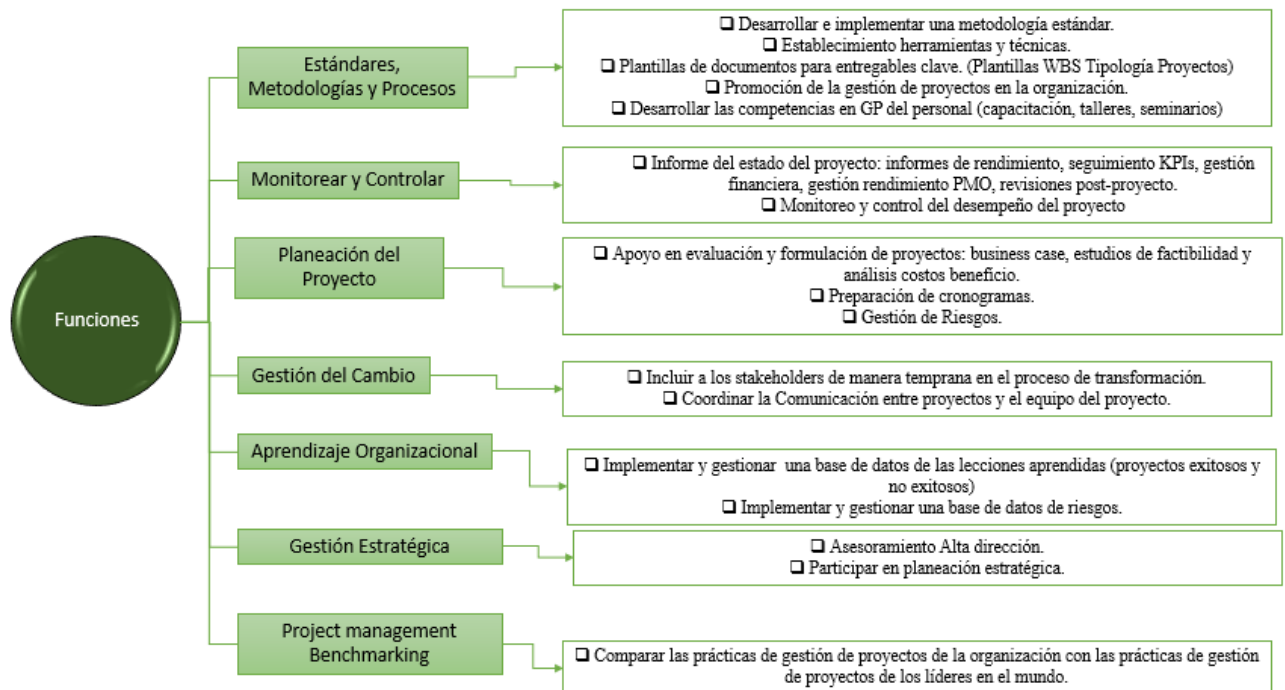 Funciones
Estándares,
Metodologías y Procesos
❑ Desarrollar e implementar una metodología estándar.
❑ Establecimiento herramientas y técnicas.
❑ Plantillas de documentos para entregables clave. (Plantillas WBS Tipología Proyectos)
❑ Promoción de la gestión de proyectos en la organización.
❑ Desarrollar las competencias en GP del personal (capacitación, talleres, seminarios)
Monitorear y Controlar
❑ Informe del estado del proyecto: informes de rendimiento, seguimiento KPIs, gestión
financiera, gestión rendimiento PMO, revisiones post-proyecto.
❑ Monitoreo y control del desempeño del proyecto
Planeación del
Proyecto
❑ Apoyo en evaluación y formulación de proyectos: business case, estudios de factibilidad y
análisis costos beneficio.
❑ Preparación de cronogramas.
❑ Gestión de Riesgos.
Gestión del Cambio
❑ Incluir a los stakeholders de manera temprana en el proceso de transformación.
❑ Coordinar la Comunicación entre proyectos y el equipo del proyecto.
Aprendizaje Organizacional
❑ Implementar y gestionar una base de datos de las lecciones aprendidas (proyectos exitosos y
no exitosos)
❑ Implementar y gestionar una base de datos de riesgos.
Gestión Estratégica
❑ Asesoramiento Alta dirección.
❑ Participar en planeación estratégica.
Project management
Benchmarking
❑ Comparar las prácticas de gestión de proyectos de la organización con las prácticas de gestión
de proyectos de los líderes en el mundo.